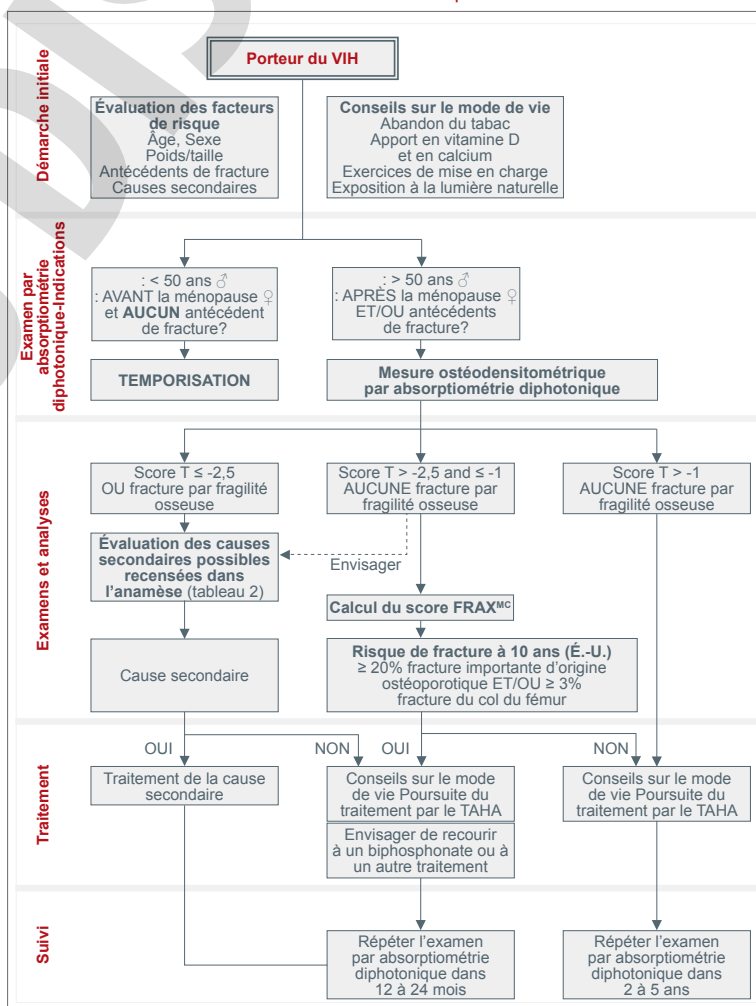 Porteur du VIH
Démarche initiale
Évaluation des facteurs
de risque
Âge, Sexe
Poids/taille
Antécédents de fracture
Causes secondaires
Conseils sur le mode de vie
Abandon du tabac
Apport en vitamine D
et en calcium
Exercices de mise en charge
Exposition à la lumière naturelle
Examen par
absorptiométrie
diphotonique-Indications
: < 50 ans ♂
: AVANT la ménopause ♀
et AUCUN antécédent
de fracture?
: > 50 ans ♂
: APRÈS la ménopause ♀
ET/OU antécédents
de fracture?
TEMPORISATION
Mesure ostéodensitométrique
par absorptiométrie diphotonique
Examens et analyses
Score T ≤ -2,5
OU fracture par fragilité
osseuse
Score T > -2,5 and ≤ -1
AUCUNE fracture par
fragilité osseuse
Score T > -1
AUCUNE fracture par
fragilité osseuse
Évaluation des causes
secondaires possibles
recensées dans
l'anamèse (tableau 2)
Envisager
Calcul du score FRAXᴹᶜ
Cause secondaire
Risque de fracture à 10 ans (É.-U.)
≥ 20% fracture importante d'origine
ostéoporotique ET/OU ≥ 3%
fracture du col du fémur
OUI
NON
OUI
NON
Traitement
Traitement de la cause
secondaire
Conseils sur le mode
de vie Poursuite du
traitement par le TAHA
Conseils sur le mode
de vie Poursuite du
traitement par le TAHA
Envisager de recourir
à un biphosphonate ou à
un autre traitement
Suivi
Répéter l'examen
par absorptiométrie
diphotonique dans
12 à 24 mois
Répéter l'examen
par absorptiométrie
diphotonique dans
2 à 5 ans